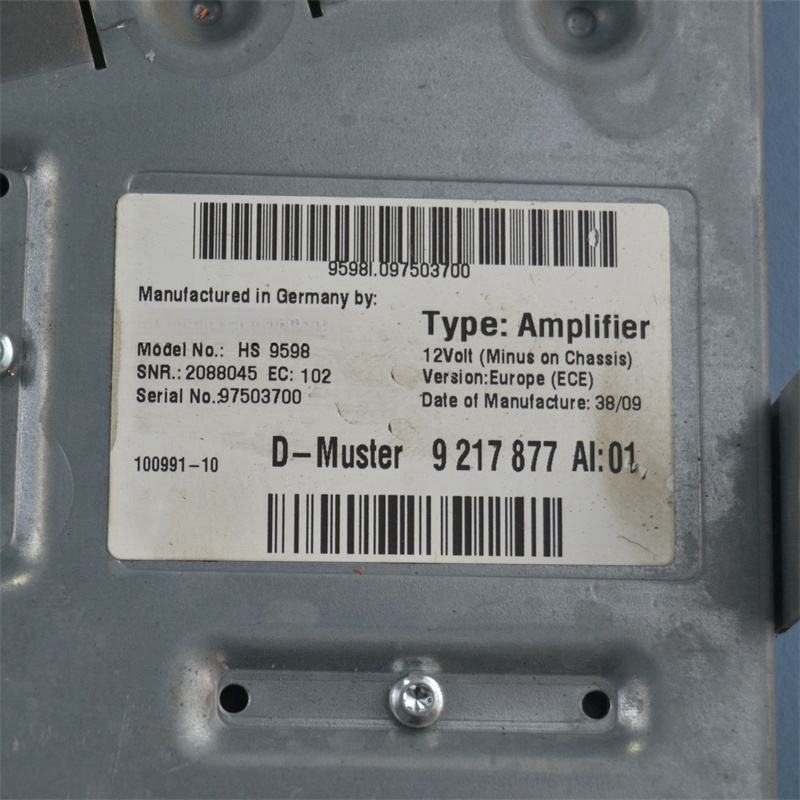 9598I.097503700
Manufactured in Germany by:
Type: Amplifier
Model No.: HS 9598
12Volt (Minus on Chassis)
SNR.: 2088045 EC: 102
Version:Europe (ECE)
Serial No.:97503700
Date of Manufacture: 38/09
100991-10
D-Muster 9 217 877 AI:01